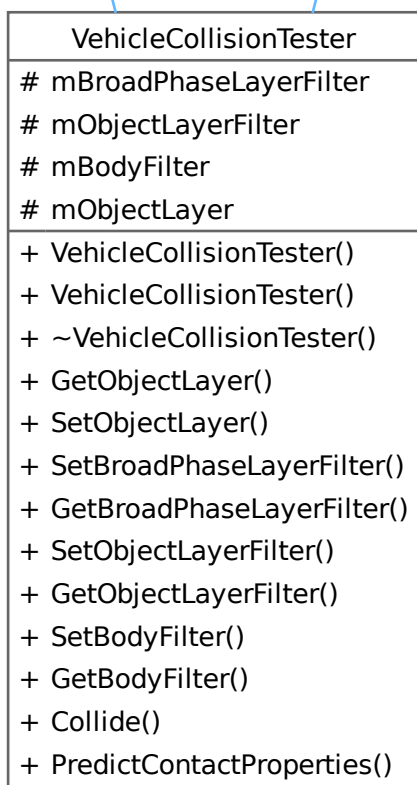 VehicleCollisionTester
# mBroadPhaseLayerFilter
# mObjectLayerFilter
# mBodyFilter
# mObjectLayer
+ VehicleCollisionTester()
+ VehicleCollisionTester()
+ ~VehicleCollisionTester()
+ GetObjectLayer()
+ SetObjectLayer()
+ SetBroadPhaseLayerFilter()
+ GetBroadPhaseLayerFilter()
+ SetObjectLayerFilter()
+ GetObjectLayerFilter()
+ SetBodyFilter()
+ GetBodyFilter()
+ Collide()
+ PredictContactProperties()